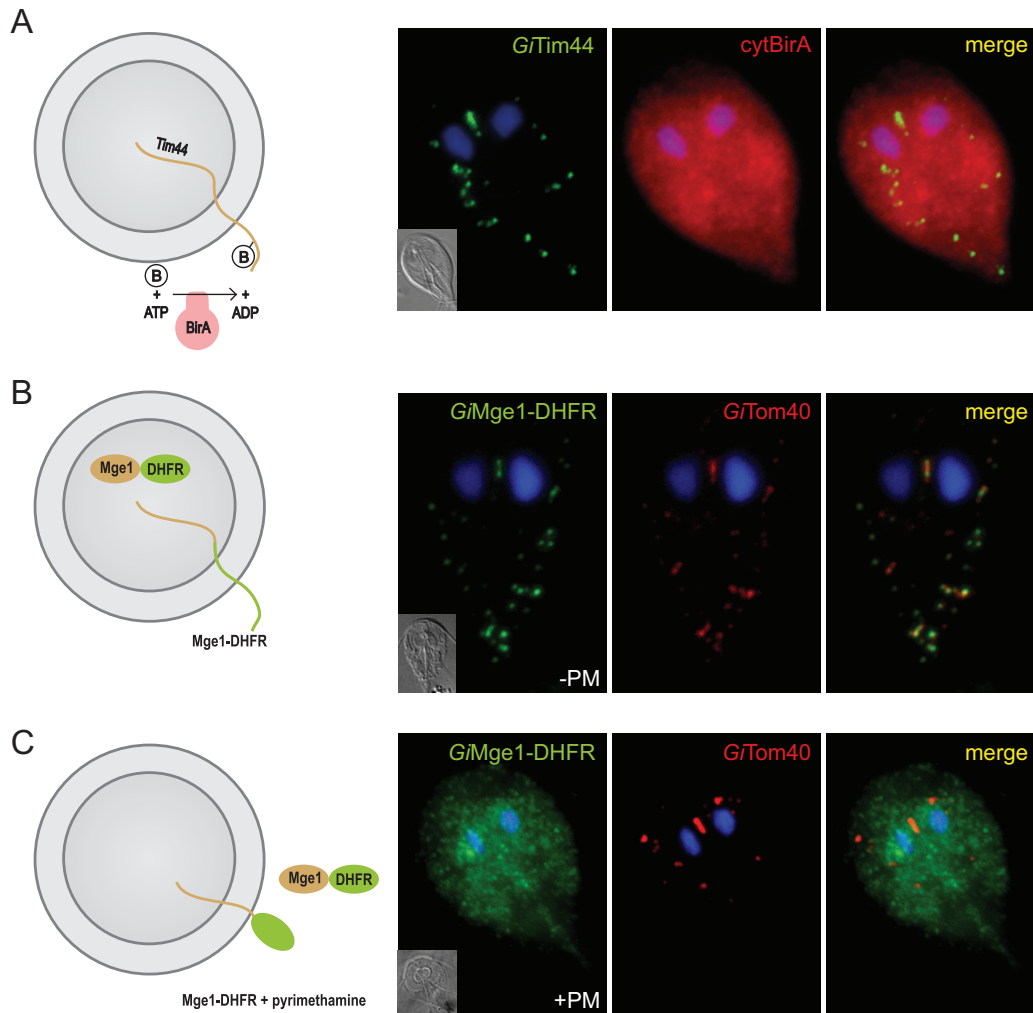 A
GiTim44
cytBirA
merge
Tim44
B
B
+
+
ATP
ADP
BirA
B
GiMge1-DHFR
GiTom40
merge
Mge1
DHFR
Mge1-DHFR
-PM
C
GiMge1-DHFR
GiTom40
merge
Mge1
DHFR
Mge1-DHFR + pyrimethamine
+PM